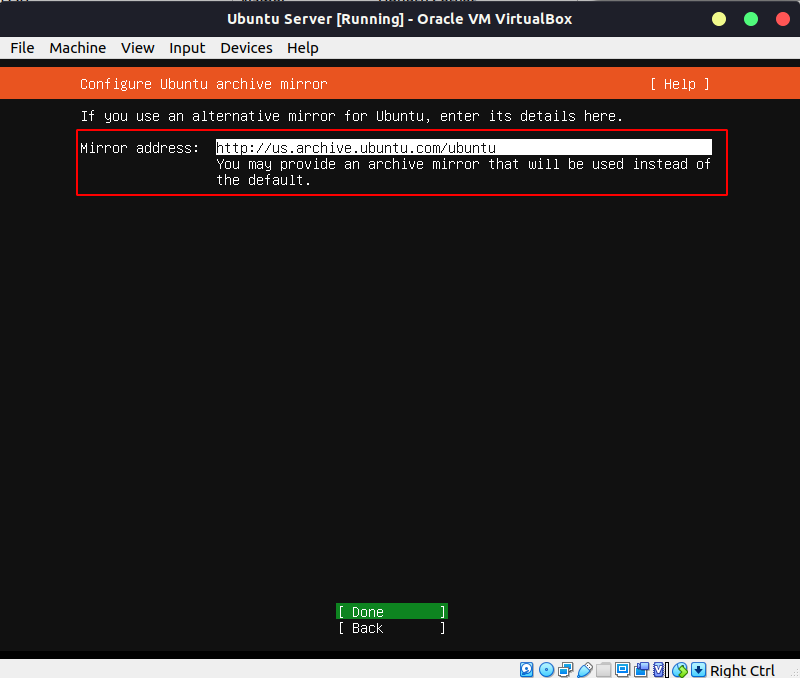 Ubuntu Server [Running] - Oracle VM VirtualBox
File Machine View Input Devices Help
Configure Ubuntu archive mirror [ Help ]
If you use an alternative mirror for Ubuntu, enter its details here.
Mirror address: http://us.archive.ubuntu.com/ubuntu
You may provide an archive mirror that will be used instead of
the default.
[ Done ]
[ Back ]
Right Ctrl